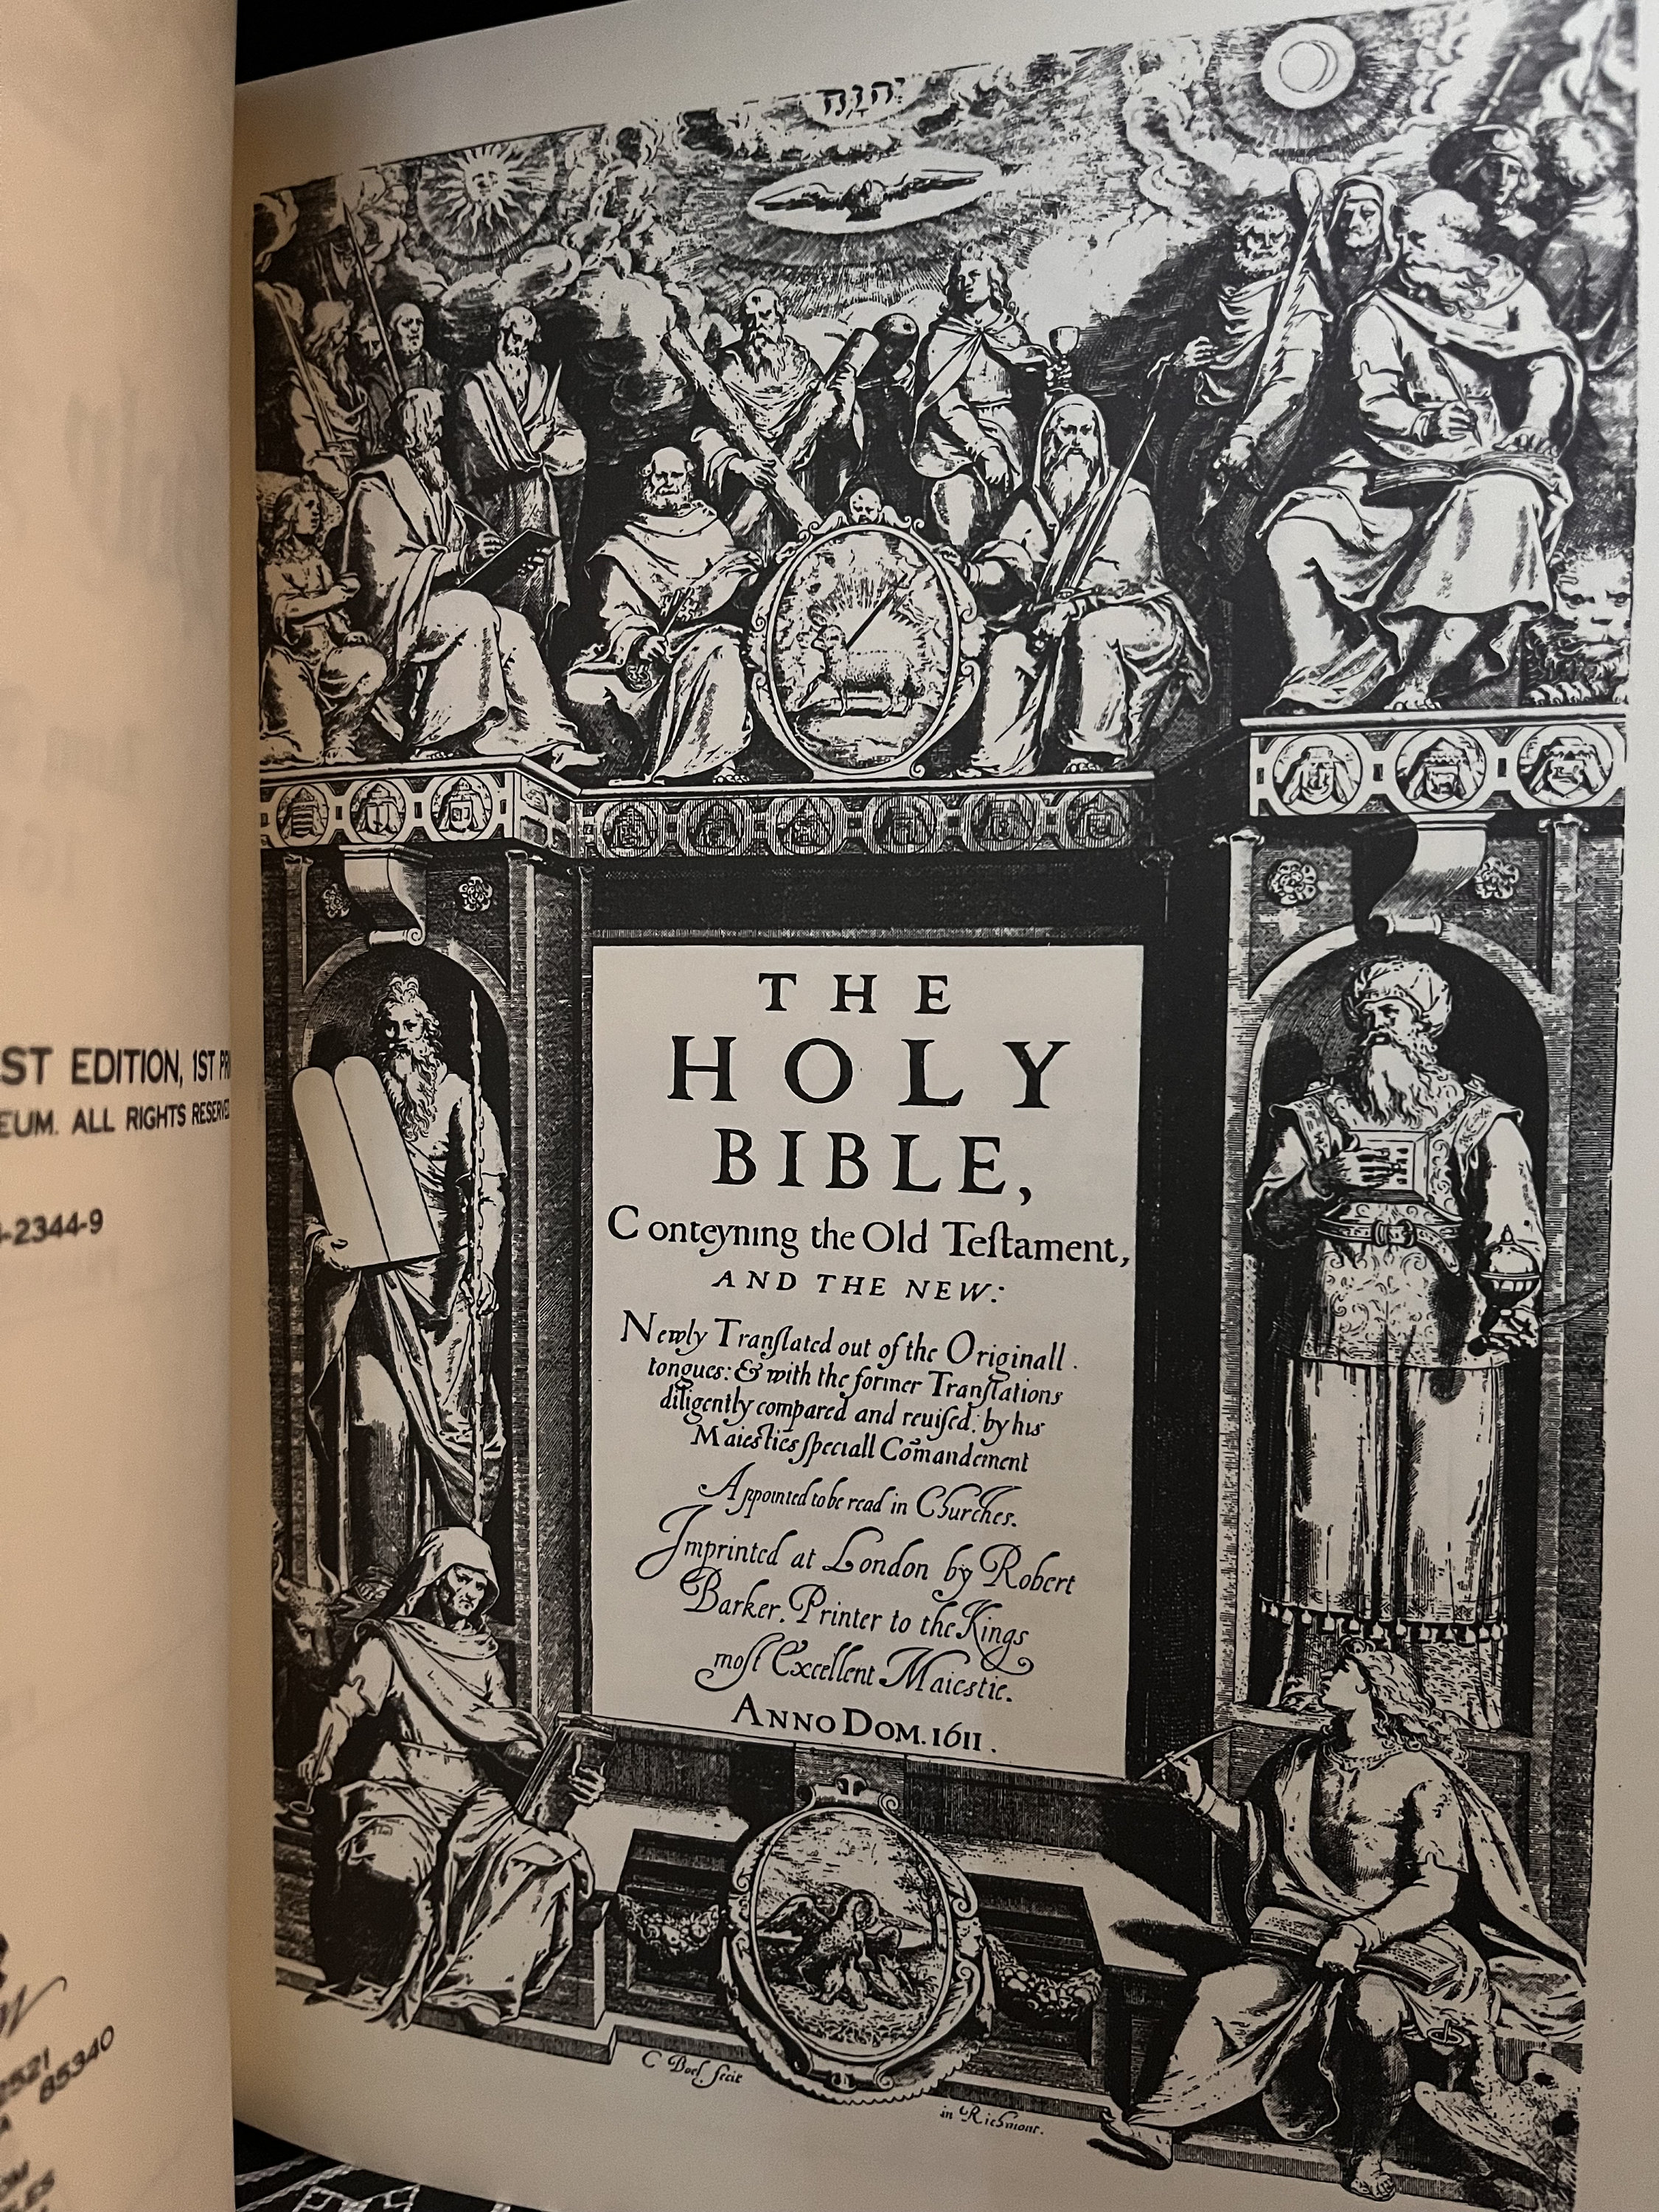 ST EDITION, 1ST
EUM. ALL RIGHTS RESERVED
-2344-9
2521
85340
יהוה
THE
HOLY
BIBLE,
Conteyning the Old Teſtament,
AND THE NEW:
Newly Tranſlated out of the Originall
tongues: & with the former Tranſlations
diligently compared and reuiſed: by his
Maieſties ſpeciall Com̃andement
Appointed to be read in Churches.
Imprinted at London by Robert
Barker, Printer to the Kings
moſt Excellent Maieſtie.
ANNO DOM. 1611.
C Boel fecit
in Richmont.